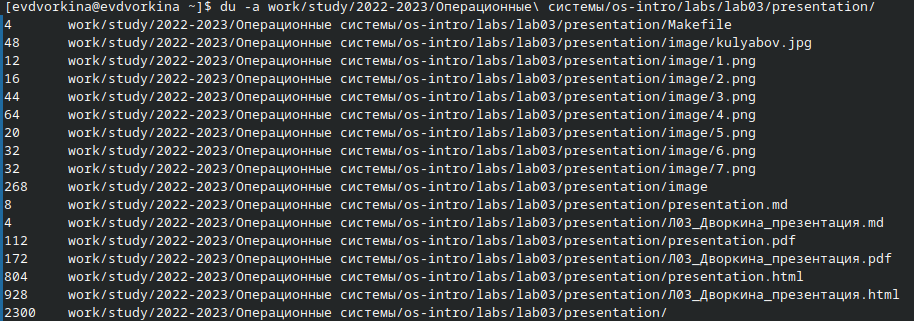 [evdvorkina@evdvorkina ~]$ du -a work/study/2022-2023/Операционные\ системы/os-intro/labs/lab03/presentation/
4 work/study/2022-2023/Операционные системы/os-intro/labs/lab03/presentation/Makefile
48 work/study/2022-2023/Операционные системы/os-intro/labs/lab03/presentation/image/kulyabov.jpg
12 work/study/2022-2023/Операционные системы/os-intro/labs/lab03/presentation/image/1.png
16 work/study/2022-2023/Операционные системы/os-intro/labs/lab03/presentation/image/2.png
44 work/study/2022-2023/Операционные системы/os-intro/labs/lab03/presentation/image/3.png
64 work/study/2022-2023/Операционные системы/os-intro/labs/lab03/presentation/image/4.png
20 work/study/2022-2023/Операционные системы/os-intro/labs/lab03/presentation/image/5.png
32 work/study/2022-2023/Операционные системы/os-intro/labs/lab03/presentation/image/6.png
32 work/study/2022-2023/Операционные системы/os-intro/labs/lab03/presentation/image/7.png
268 work/study/2022-2023/Операционные системы/os-intro/labs/lab03/presentation/image
8 work/study/2022-2023/Операционные системы/os-intro/labs/lab03/presentation/presentation.md
4 work/study/2022-2023/Операционные системы/os-intro/labs/lab03/presentation/Л03_Дворкина_презентация.md
112 work/study/2022-2023/Операционные системы/os-intro/labs/lab03/presentation/presentation.pdf
172 work/study/2022-2023/Операционные системы/os-intro/labs/lab03/presentation/Л03_Дворкина_презентация.pdf
804 work/study/2022-2023/Операционные системы/os-intro/labs/lab03/presentation/presentation.html
928 work/study/2022-2023/Операционные системы/os-intro/labs/lab03/presentation/Л03_Дворкина_презентация.html
2300 work/study/2022-2023/Операционные системы/os-intro/labs/lab03/presentation/